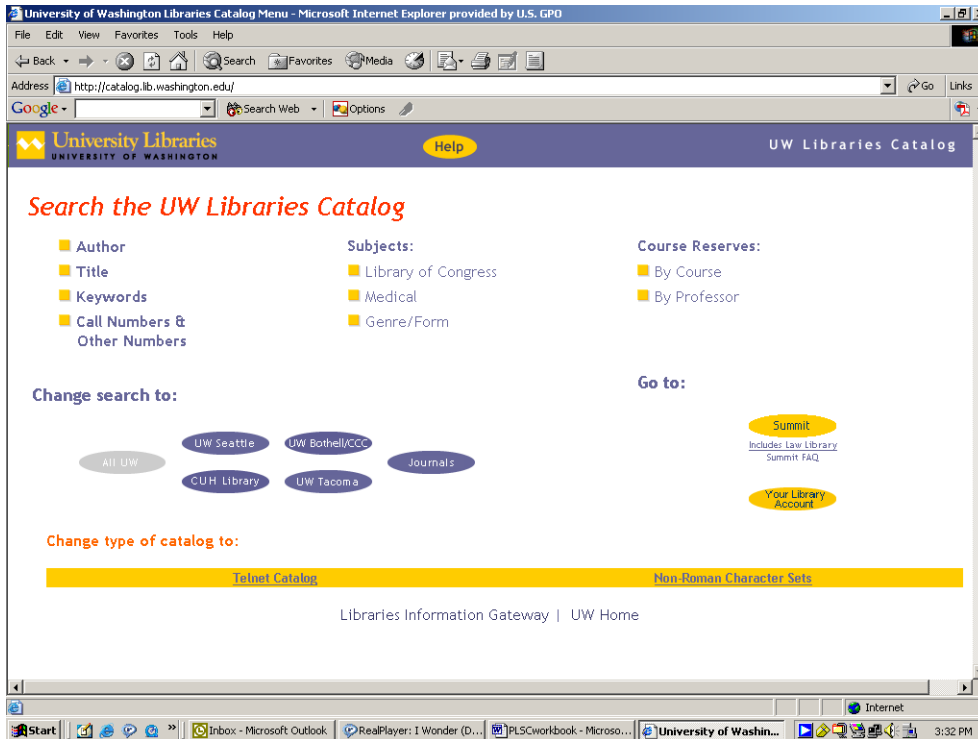 University of Washington Libraries Catalog Menu - Microsoft Internet Explorer provided by U.S. GPO
File Edit View Favorites Tools Help
Back Search Favorites Media
Address http://catalog.lib.washington.edu/ Go Links
Google Search Web Options
University Libraries
UNIVERSITY OF WASHINGTON
Help
UW Libraries Catalog
Search the UW Libraries Catalog
Author
Title
Keywords
Call Numbers &
Other Numbers
Subjects:
Library of Congress
Medical
Genre/Form
Course Reserves:
By Course
By Professor
Change search to:
All UW
UW Seattle
UW Bothell/CCC
CUH Library
UW Tacoma
Journals
Go to:
Summit
Includes Law Library
Summit FAQ
Your Library
Account
Change type of catalog to:
Telnet Catalog Non-Roman Character Sets
Libraries Information Gateway | UW Home
Internet
Start » Inbox - Microsoft Outlook RealPlayer: I Wonder (D... PLSCworkbook - Microso... University of Washin... 3:32 PM